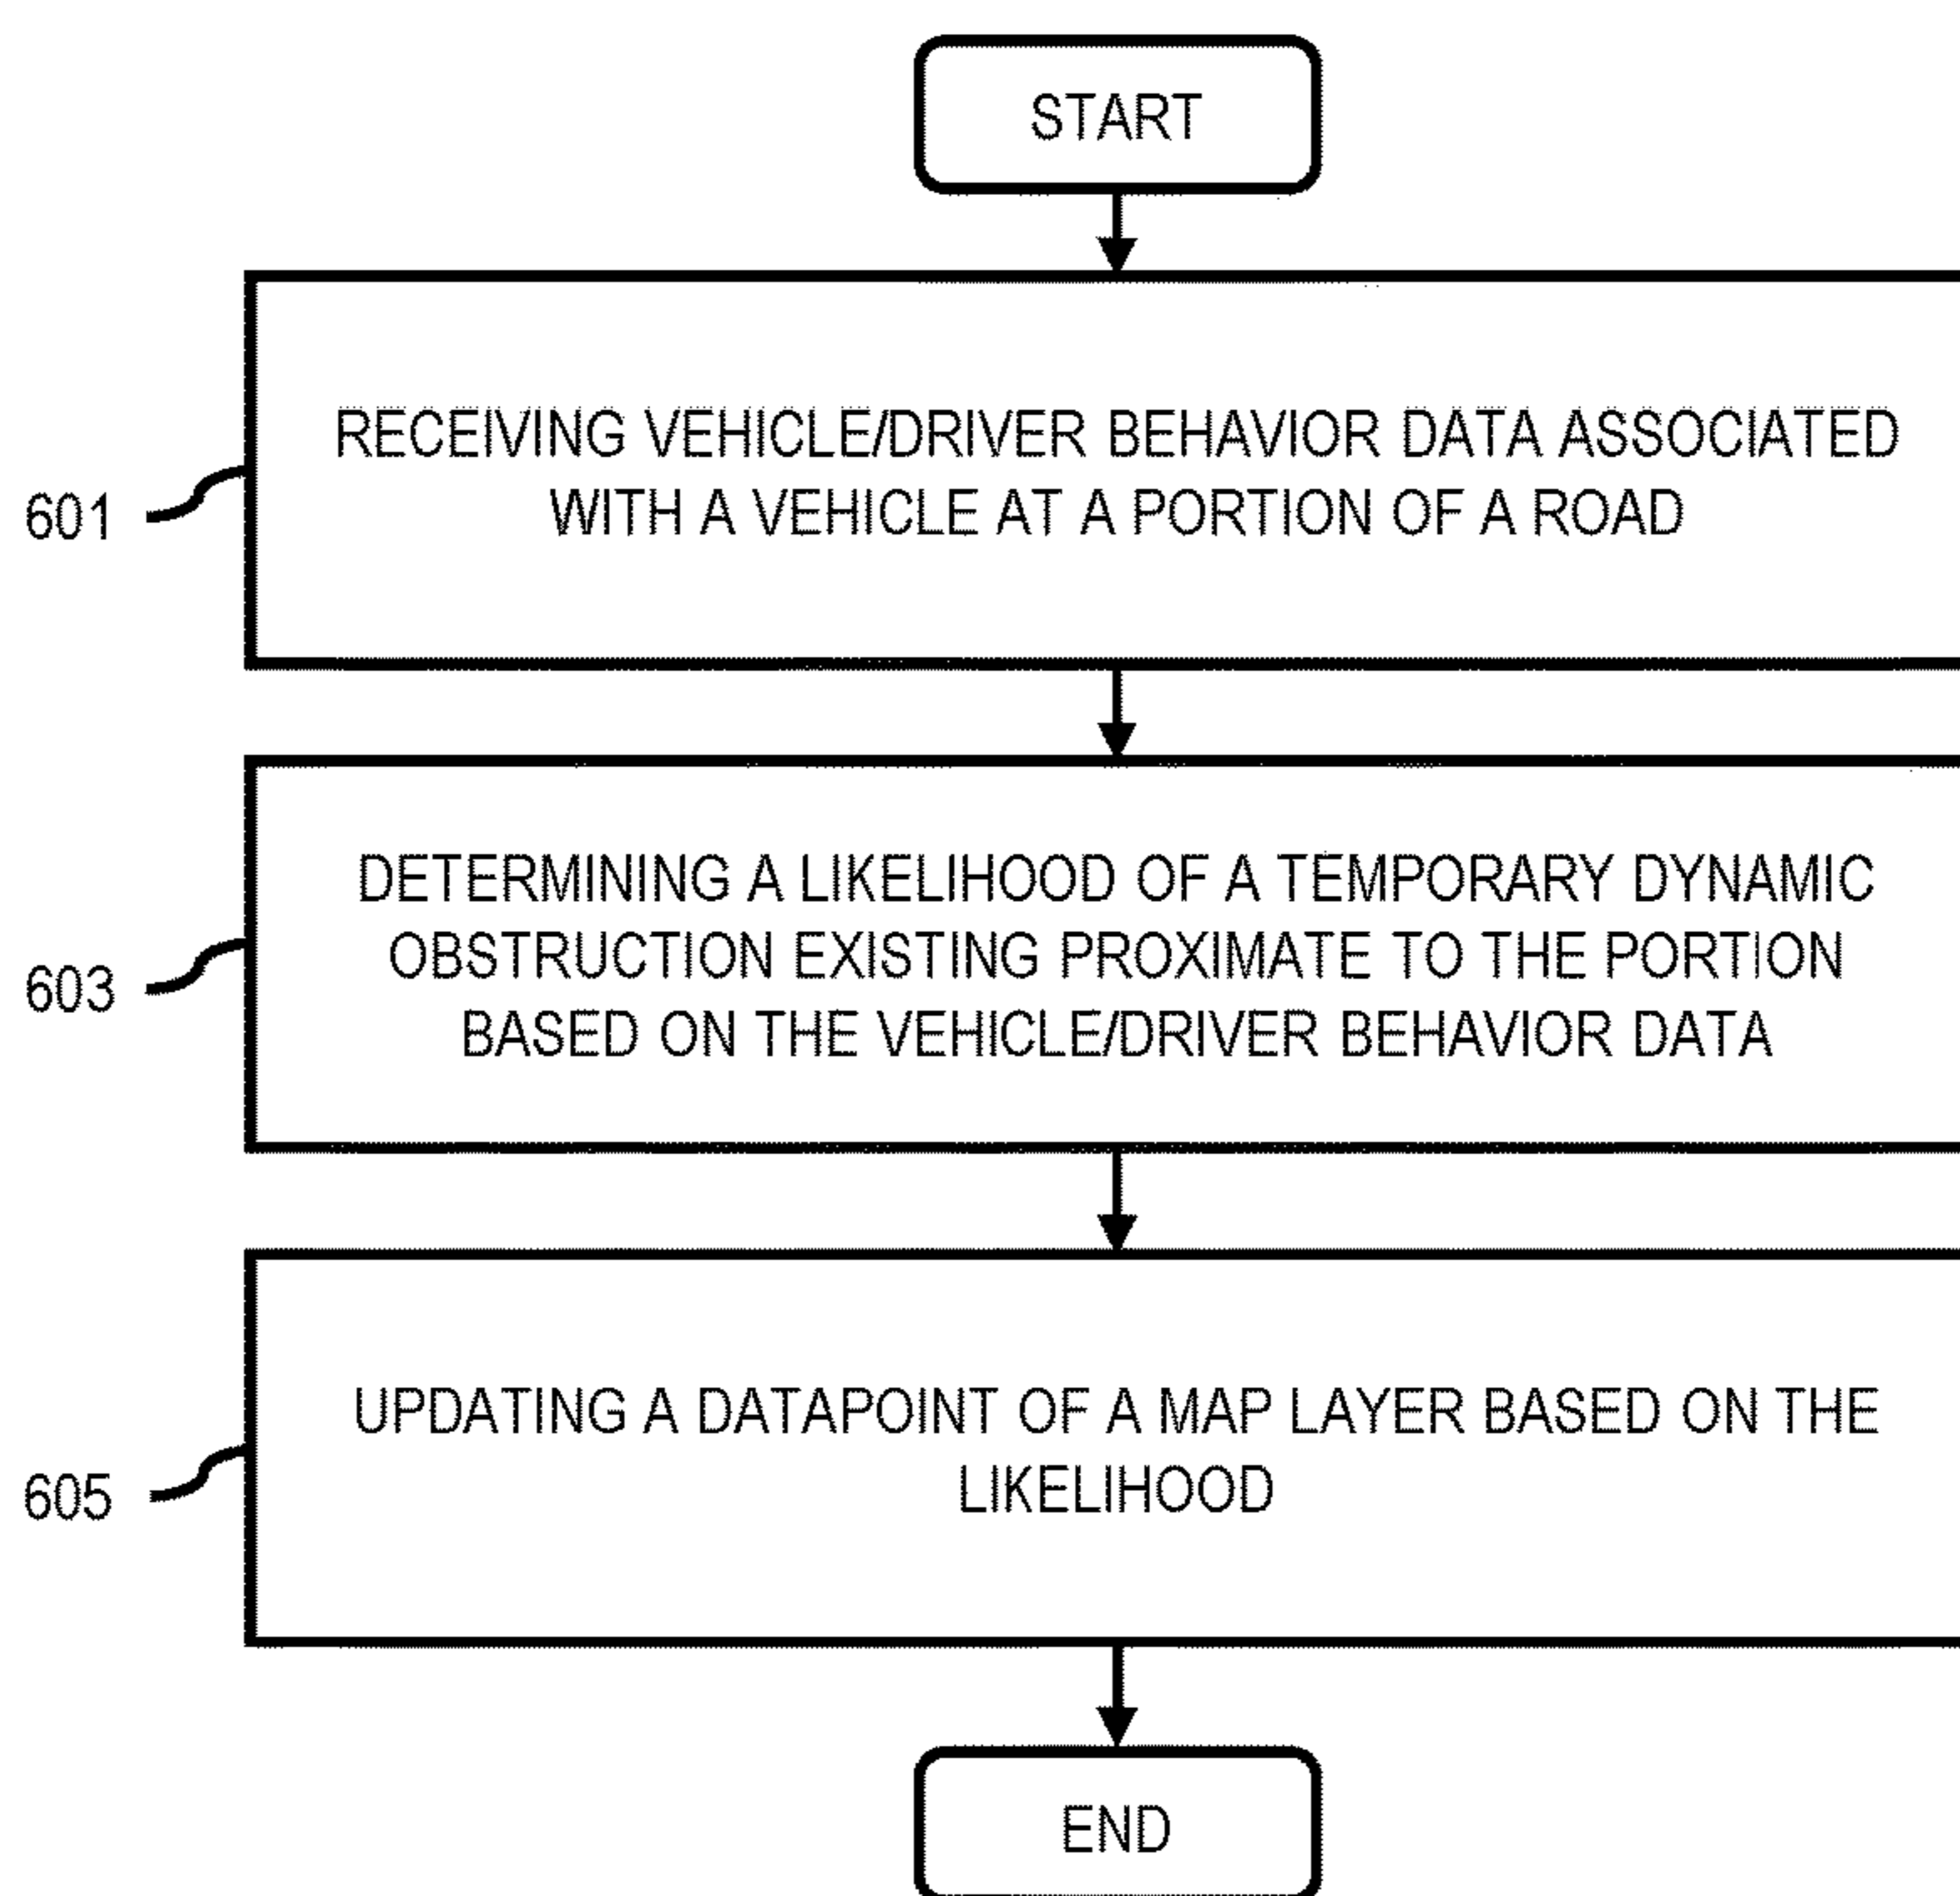 START
RECEIVING VEHICLE/DRIVER BEHAVIOR DATA ASSOCIATED
WITH A VEHICLE AT A PORTION OF A ROAD
601
DETERMINING A LIKELIHOOD OF A TEMPORARY DYNAMIC
OBSTRUCTION EXISTING PROXIMATE TO THE PORTION
BASED ON THE VEHICLE/DRIVER BEHAVIOR DATA
603
UPDATING A DATAPOINT OF A MAP LAYER BASED ON THE
LIKELIHOOD
605
END